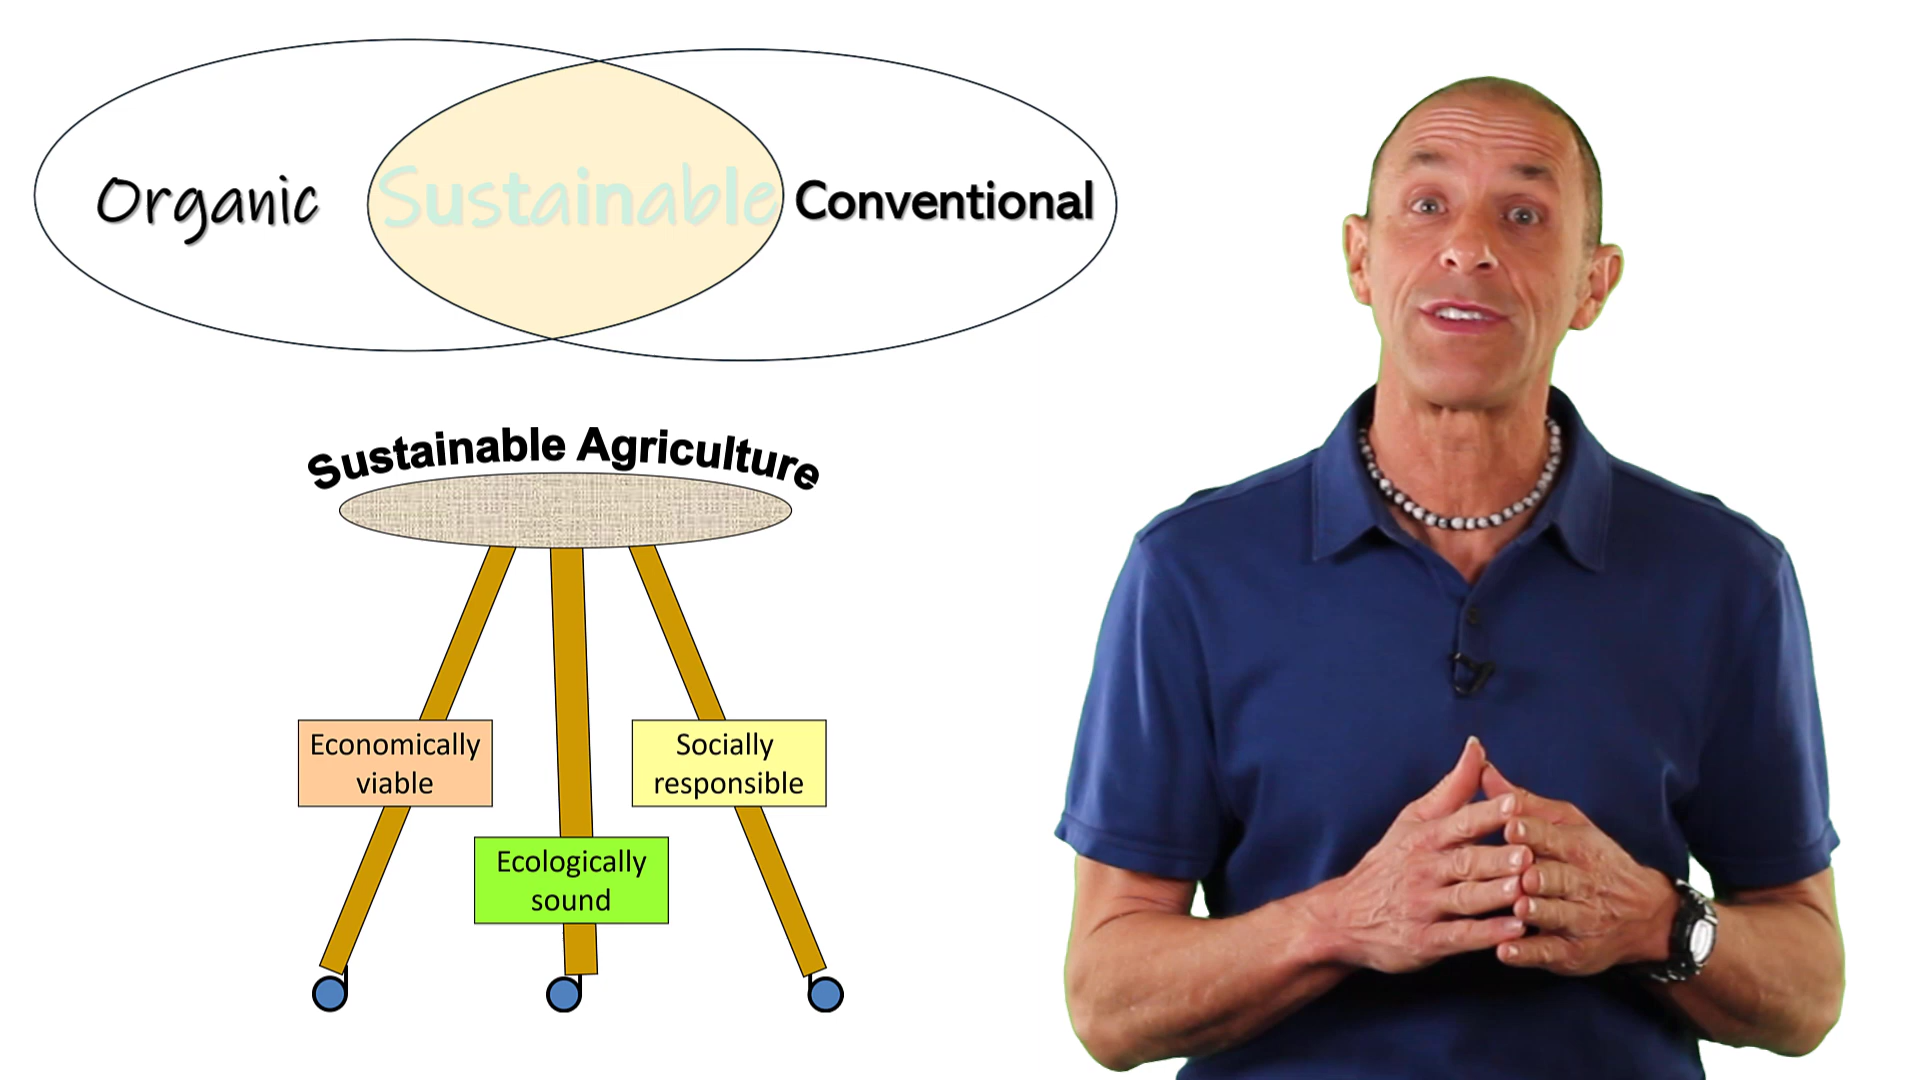 Organic Sustainable Conventional
Sustainable Agriculture
Economically
viable
Socially
responsible
Ecologically
sound